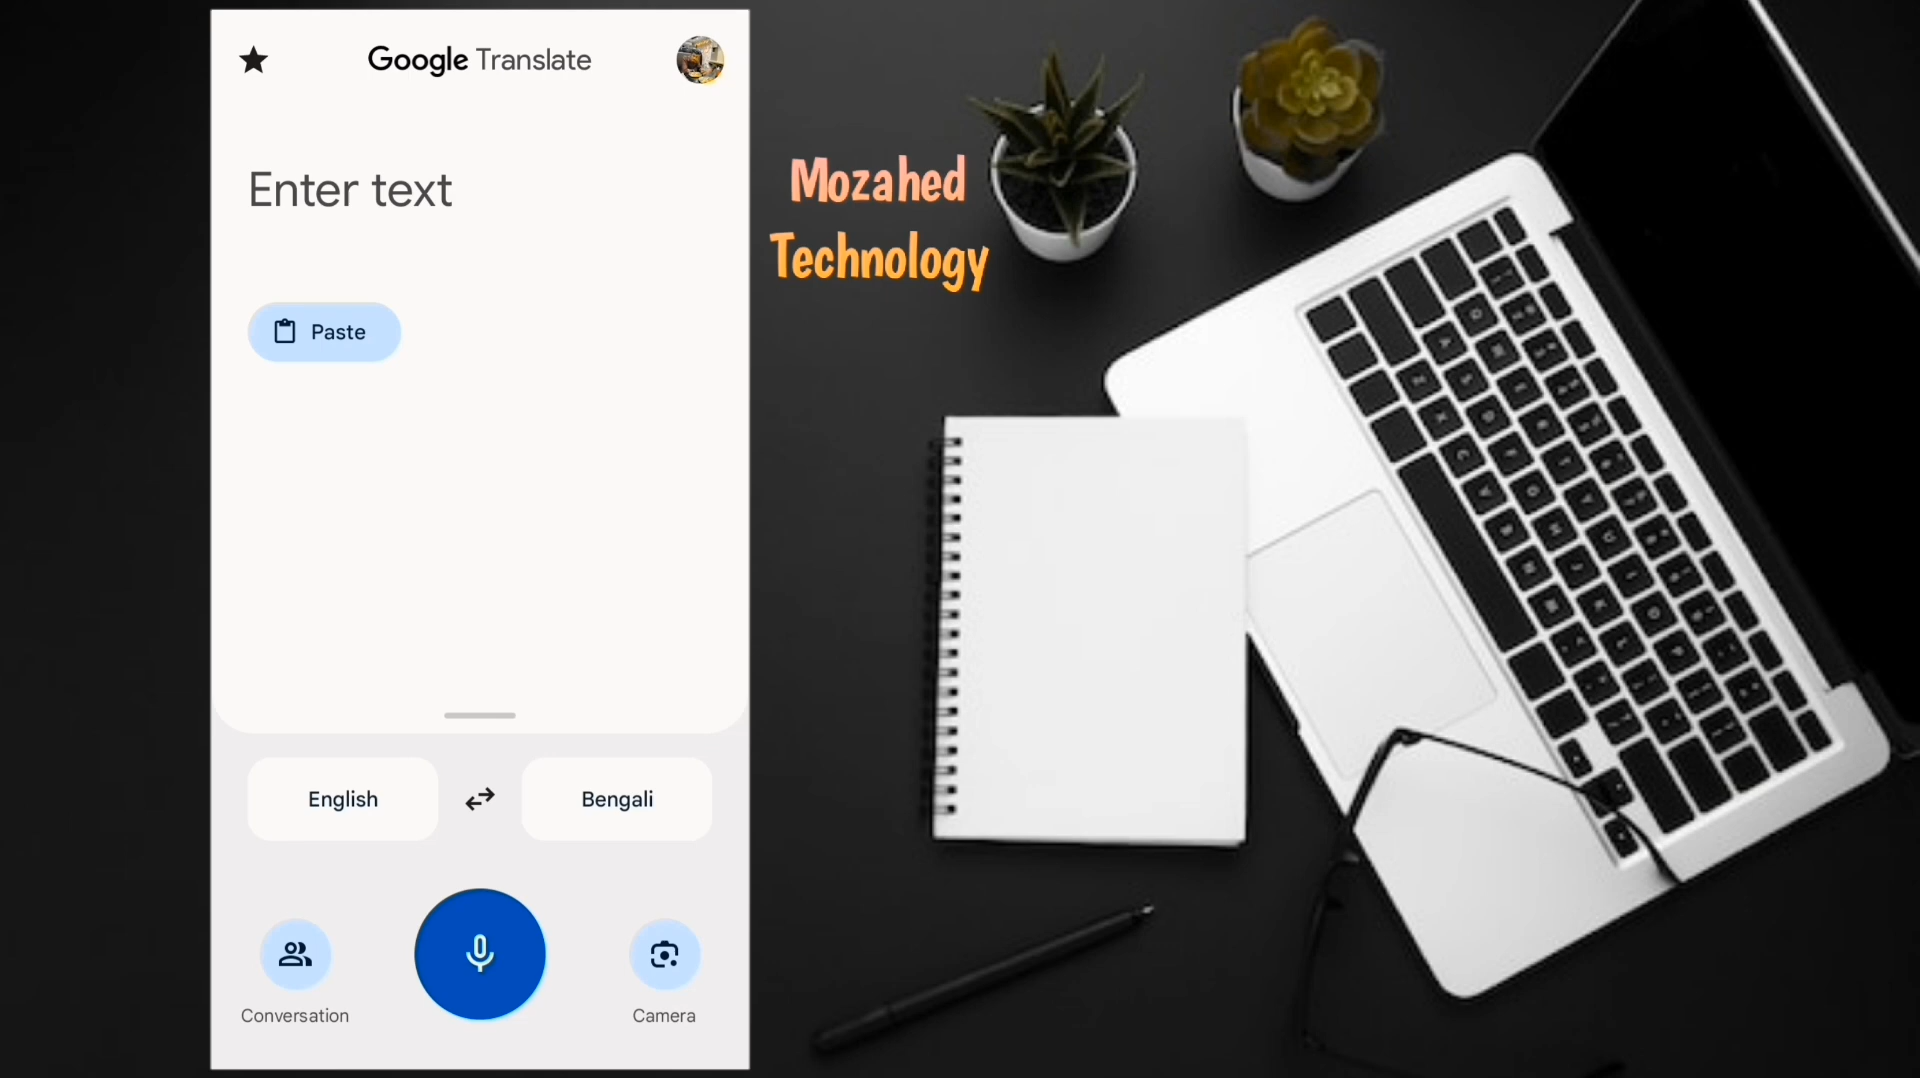 Google Translate
Enter text
Paste
English
Bengali
Conversation
Camera
Mozahed
Technology